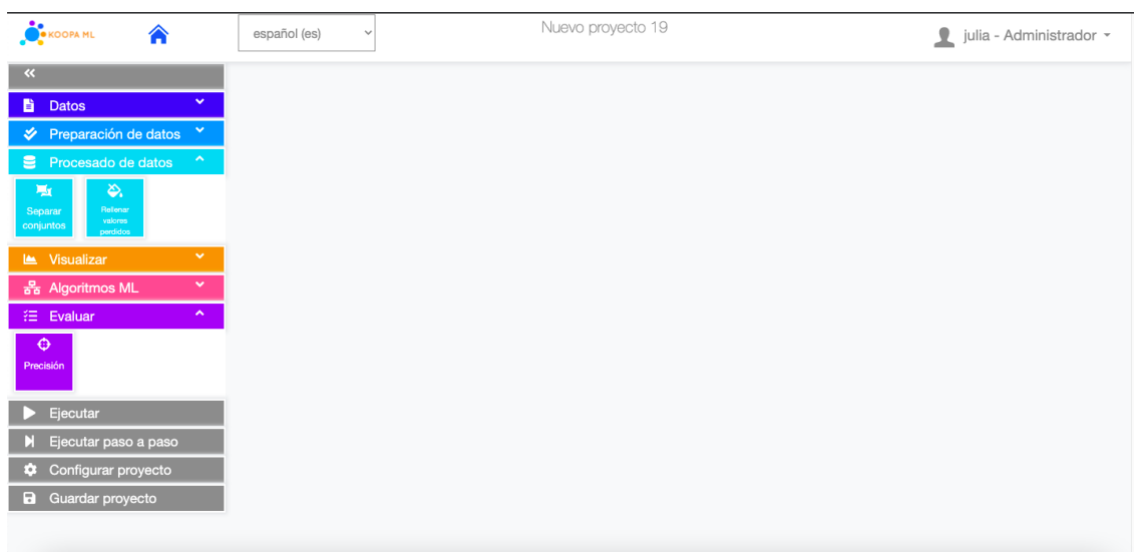 KOOPA ML
español (es)
Nuevo proyecto 19
julia - Administrador
Datos
Preparación de datos
Procesado de datos
Separar
conjuntos
Rellenar
valores
perdidos
Visualizar
Algoritmos ML
Evaluar
Precisión
Ejecutar
Ejecutar paso a paso
Configurar proyecto
Guardar proyecto